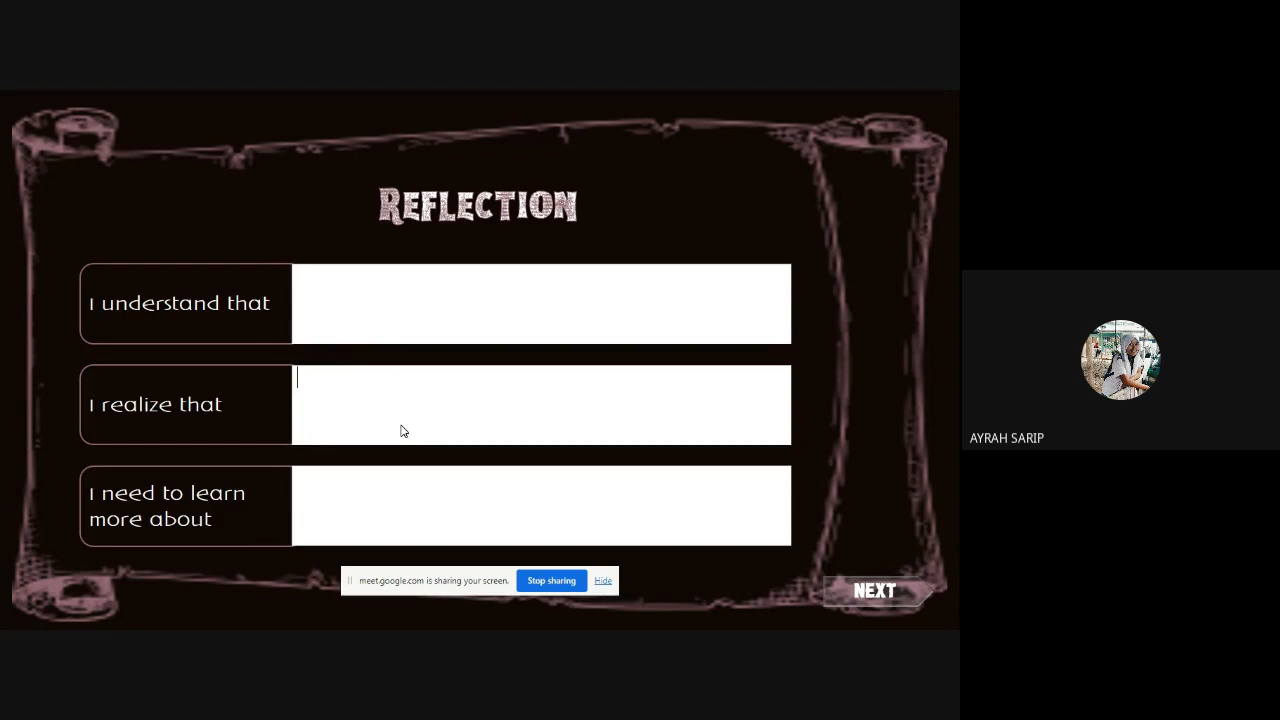 REFLECTION
I understand that
I realize that
I need to learn
more about
meet.google.com is sharing your screen.
Stop sharing
Hide
NEXT
AYRAH SARIP